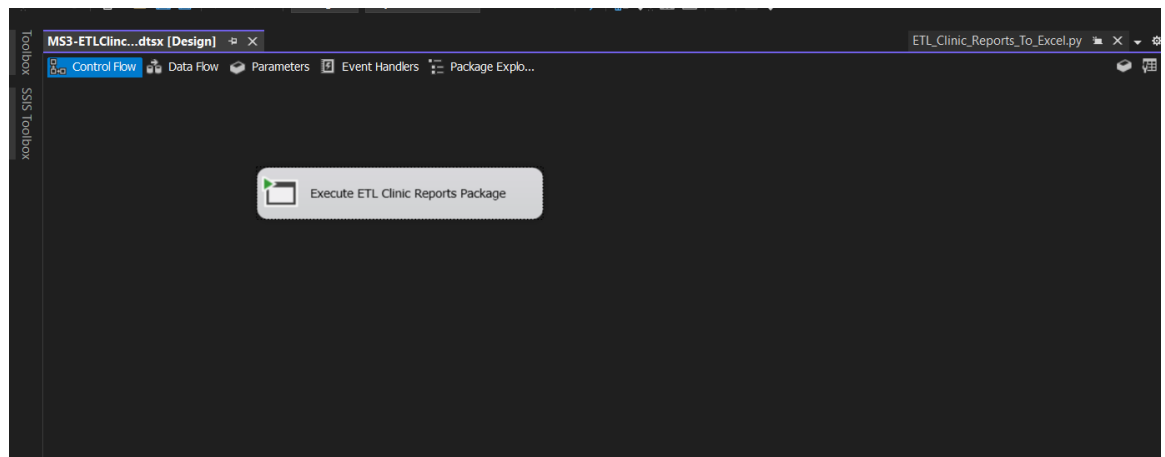 Toolbox
SSIS Toolbox
MS3-ETLClinc...dtsx [Design]
ETL_Clinic_Reports_To_Excel.py
Control Flow
Data Flow
Parameters
Event Handlers
Package Explo...
Execute ETL Clinic Reports Package